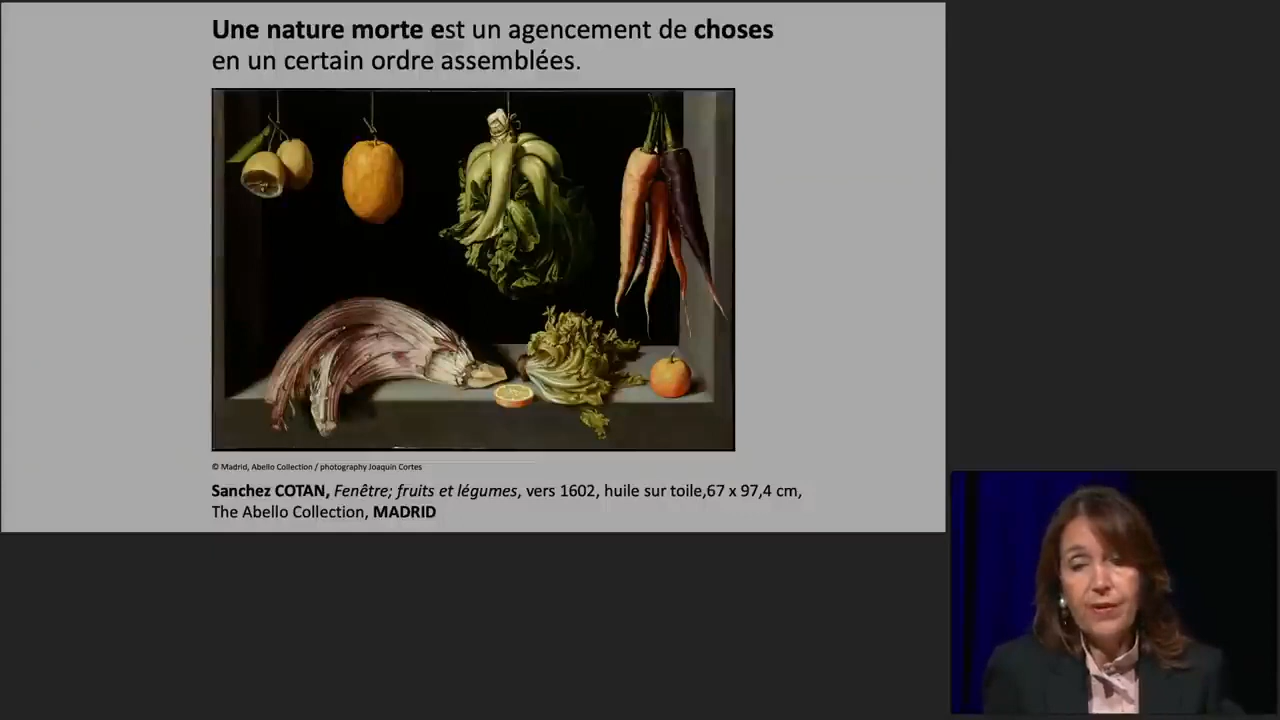 Une nature morte est un agencement de choses
en un certain ordre assemblées.
© Madrid, Abello Collection / photography Joaquín Cortes
Sanchez COTAN, Fenêtre; fruits et légumes, vers 1602, huile sur toile,67 x 97,4 cm,
The Abello Collection, MADRID